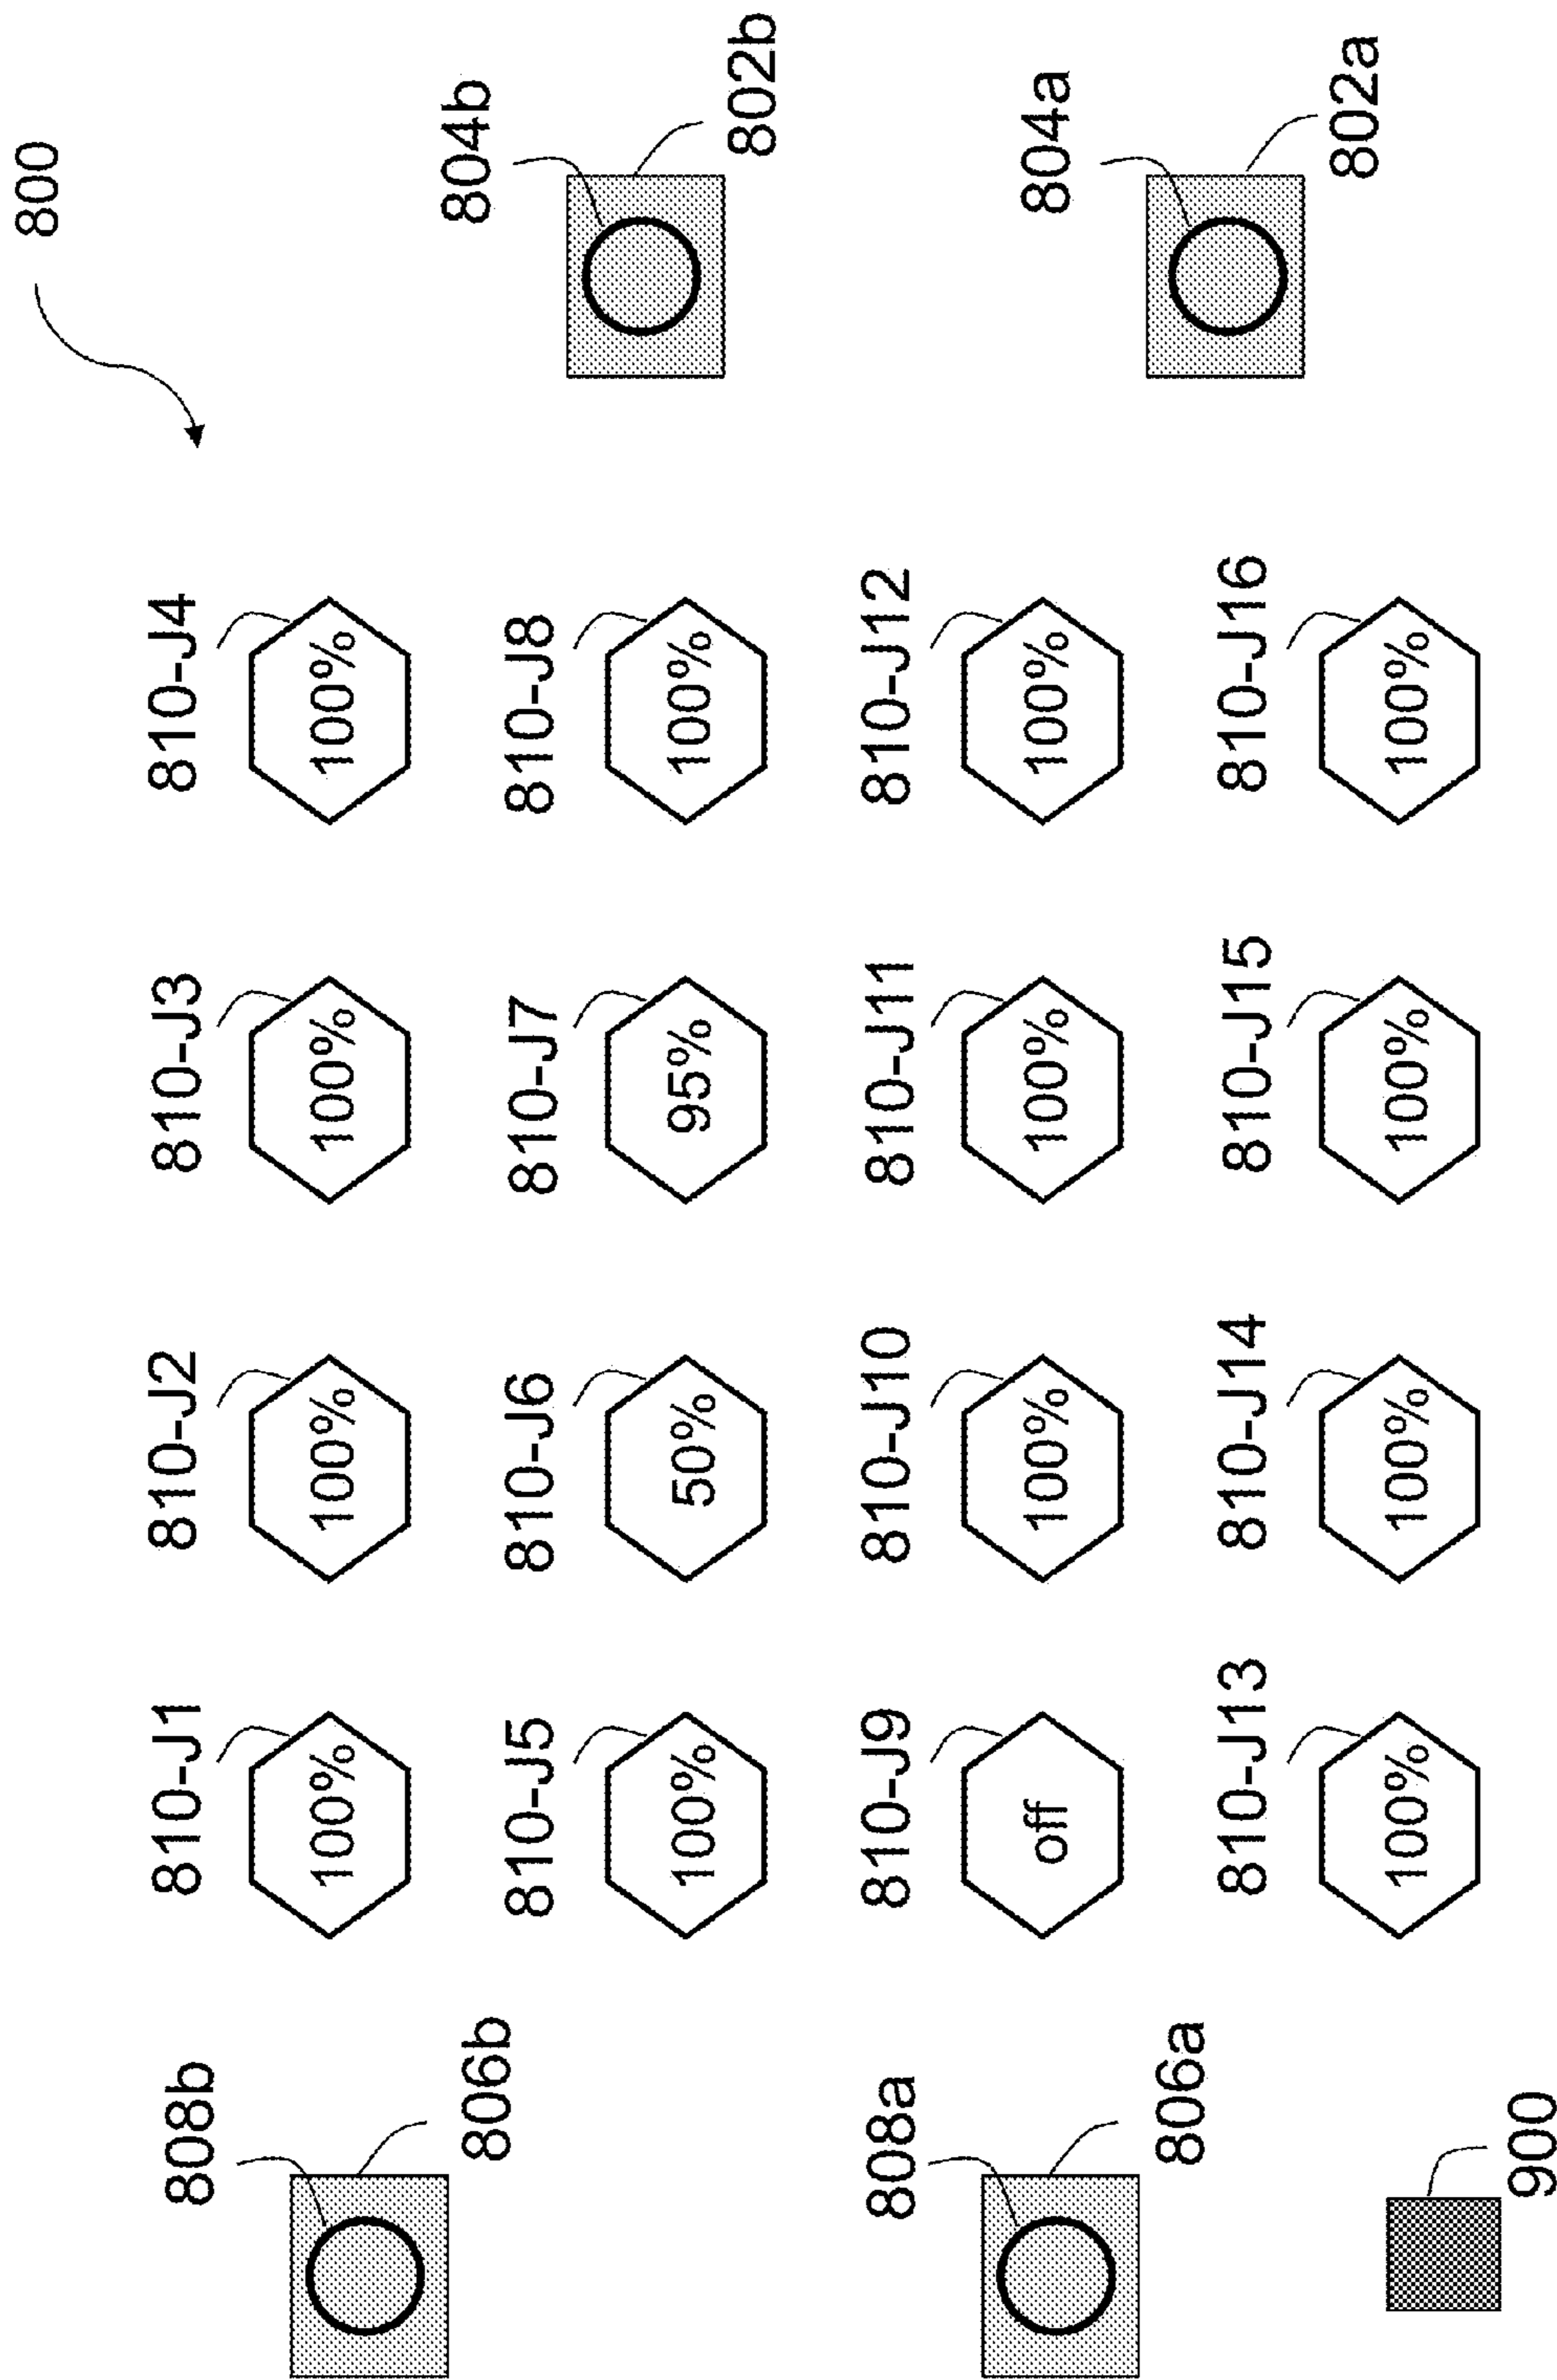 800
808b 810-J1 810-J2 810-J3 810-J4
100% 100% 100% 100%
806b 804b
810-J5 810-J6 810-J7 810-J8
100% 50% 95% 100%
802b
808a 810-J9 810-J10 810-J11 810-J12
off 100% 100% 100% 804a
806a
810-J13 810-J14 810-J15 810-J16
802a
100% 100% 100% 100%
900